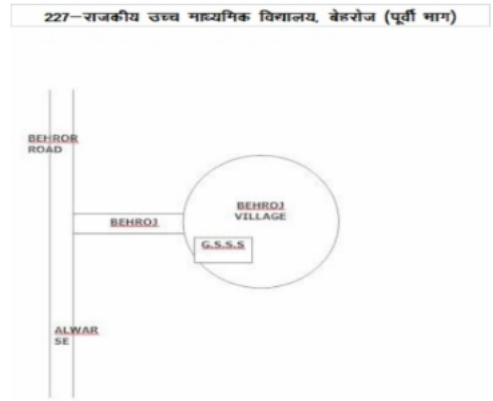 227-राजकीय उच्च माध्यमिक विद्यालय, बेहरोज (पूर्वी भाग)
BEHROR
ROAD
BEHROJ
VILLAGE
BEHROJ
G.S.S.S
ALWAR
SE